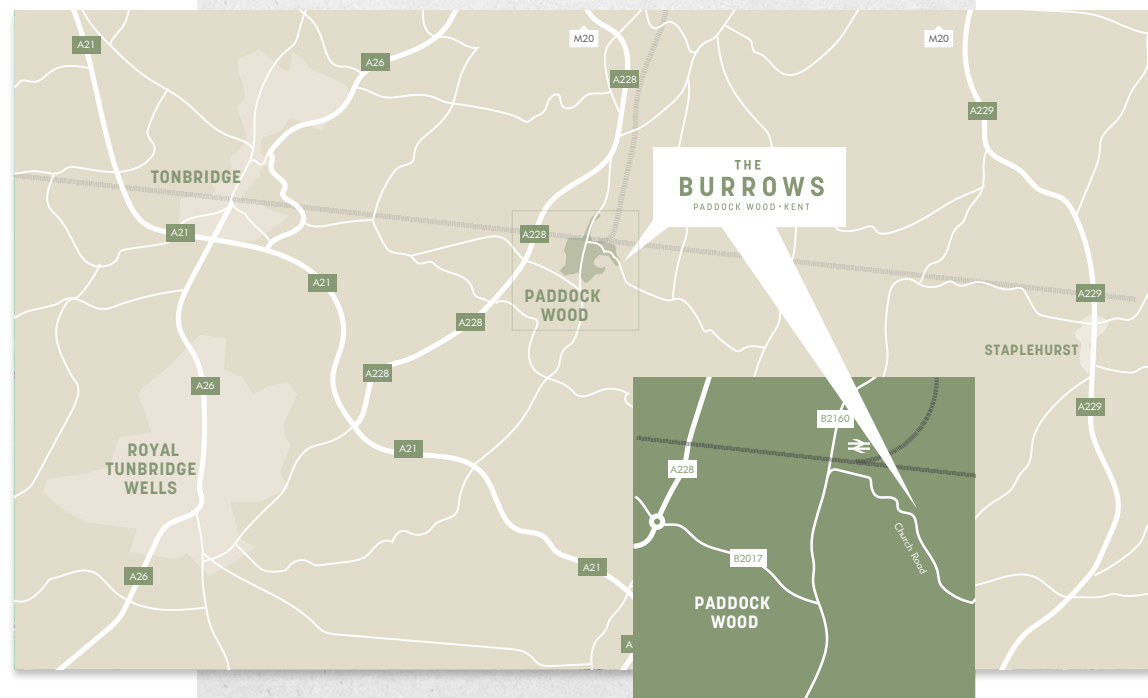 A21
A26
M20
A228
M20
A229
THE
BURROWS
PADDOCK WOOD • KENT
TONBRIDGE
A21
A228
A21
A229
PADDOCK
WOOD
A228
STAPLEHURST
A228
A26
A229
B2160
ROYAL
TUNBRIDGE
WELLS
A21
A228
Church Road
B2017
A21
A26
PADDOCK
WOOD